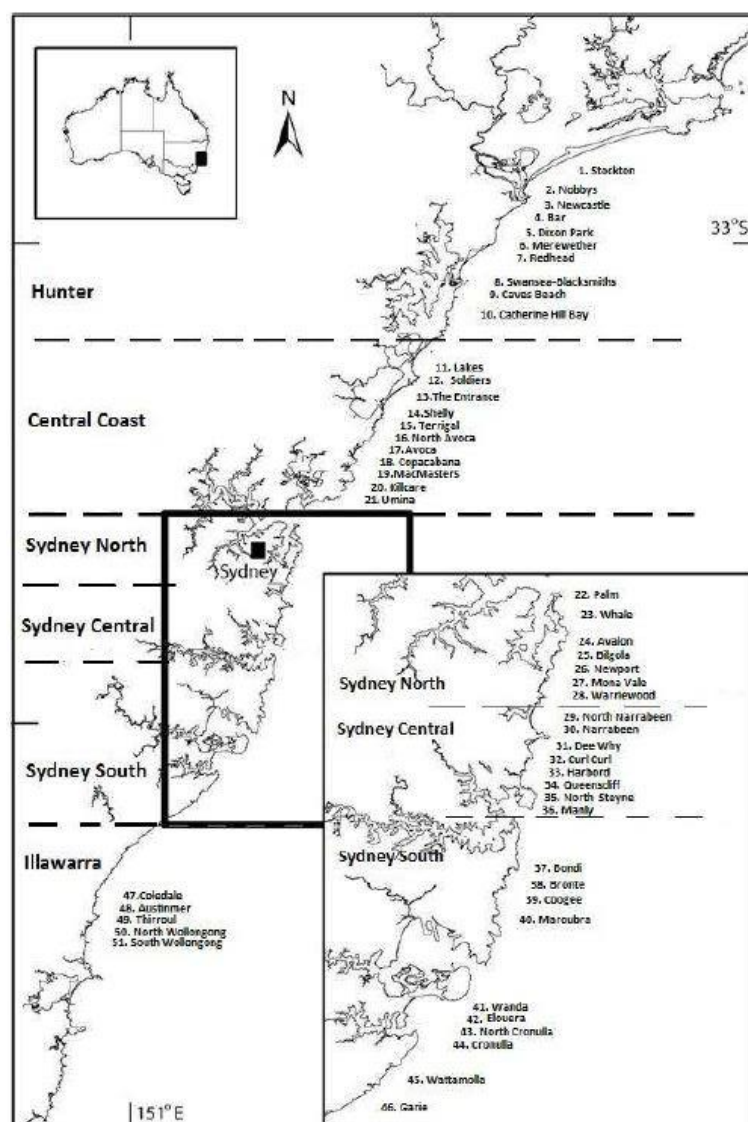 N
33°S
1. Stockton
2. Nobbys
3. Newcastle
4. Bar
5. Dixon Park
6. Merewether
7. Redhead
8. Swansea-Blacksmiths
9. Caves Beach
10. Catherine Hill Bay
Hunter
11. Lakes
12. Soldiers
13.The Entrance
14.Shelly
15. Terrigal
16. North Avoca
17.Avoca
18. Copacabana
19.MacMasters
20. Killcare
21. Umina
Central Coast
Sydney North
Sydney
Sydney Central
Sydney South
Illawarra
22. Palm
23. Whale
24. Avalon
25. Bilgola
26. Newport
27. Mona Vale
28. Warriewood
Sydney North
29. North Narrabeen
30. Narrabeen
31. Dee Why
32. Curl Curl
33. Harbord
34. Queenscliff
35. North Steyne
36. Manly
Sydney Central
Sydney South
37. Bondi
38. Bronte
39. Coogee
40. Maroubra
41. Wanda
42. Elouera
43. North Cronulla
44. Cronulla
45. Wattamolla
46. Garie
47.Coledale
48. Austinmer
49. Thirroul
50. North Wollongong
51. South Wollongong
151°E